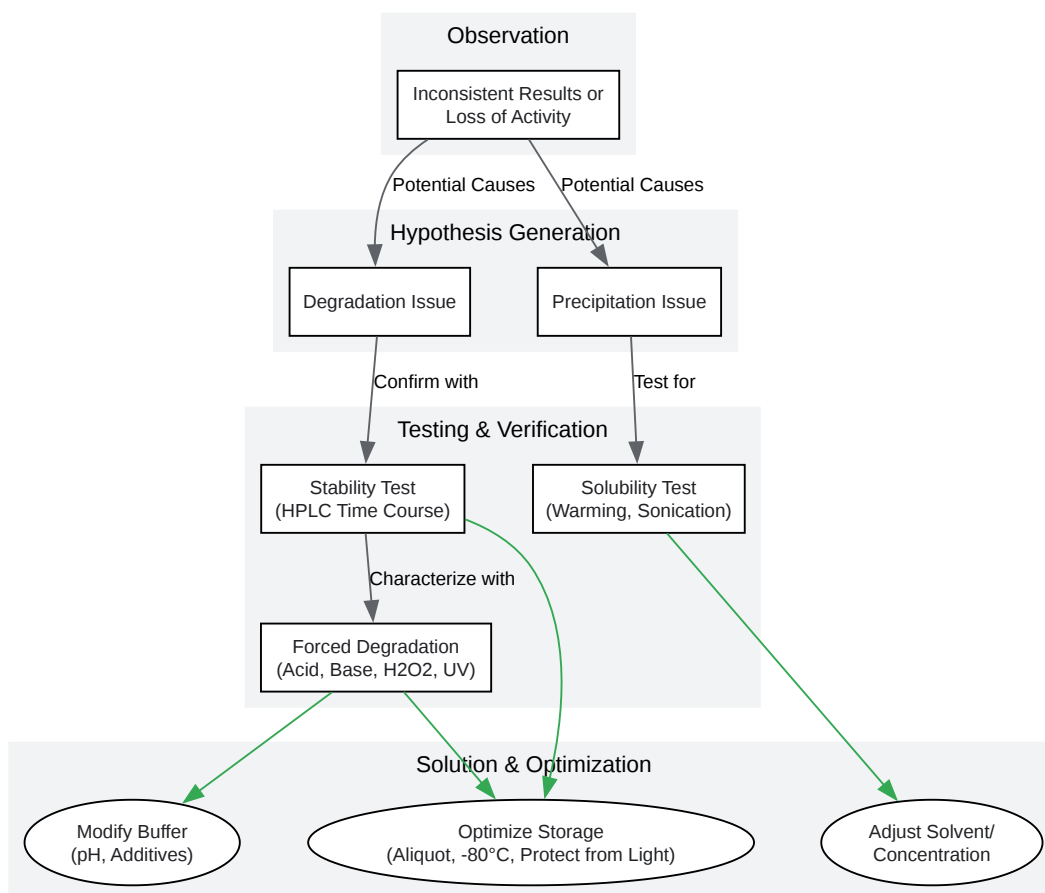 Observation
Inconsistent Results or
Loss of Activity
Potential Causes
Potential Causes
Hypothesis Generation
Degradation Issue
Precipitation Issue
Confirm with
Test for
Testing & Verification
Stability Test
(HPLC Time Course)
Solubility Test
(Warming, Sonication)
Characterize with
Forced Degradation
(Acid, Base, H2O2, UV)
Solution & Optimization
Modify Buffer
(pH, Additives)
Optimize Storage
(Aliquot, -80°C, Protect from Light)
Adjust Solvent/
Concentration